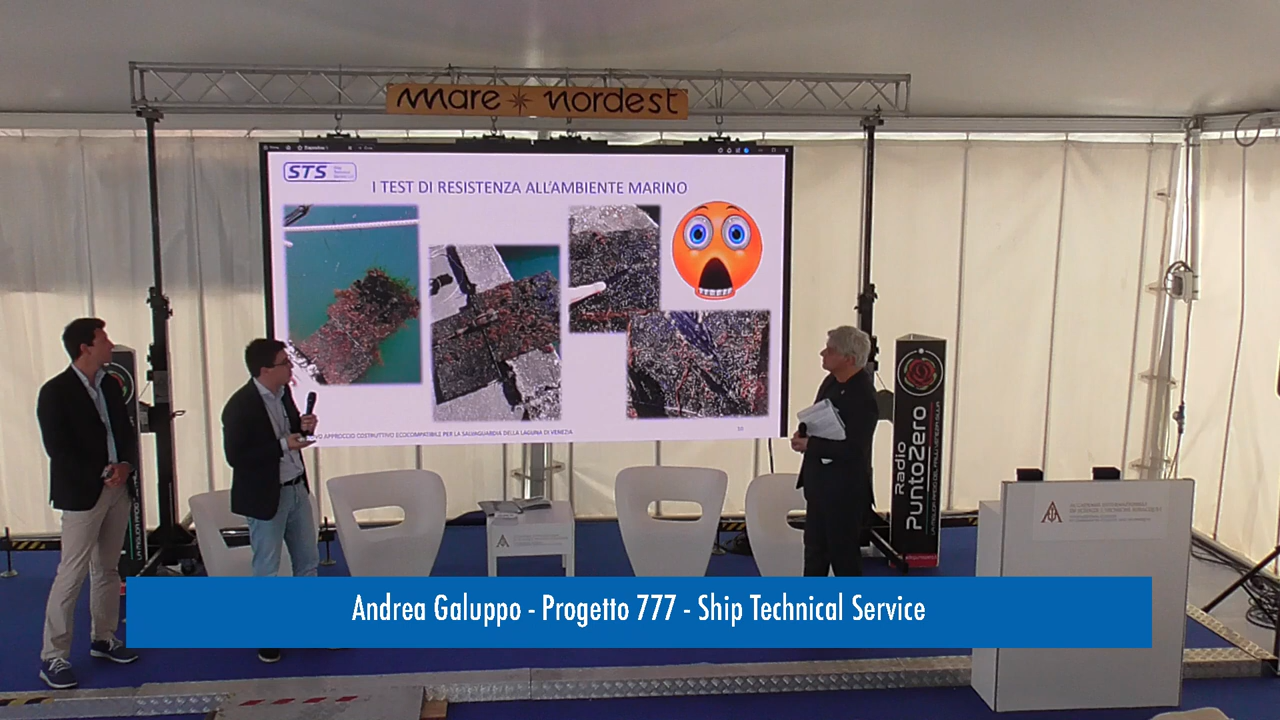 mare nordest
STS
I TEST DI RESISTENZA ALL'AMBIENTE MARINO
APPROCCIO COSTRUTTIVO ECOCOMPATIBILE PER LA SALVAGUARDIA DELLA LAGUNA DI VENEZIA
Radio
PuntoZero
Andrea Galuppo - Progetto 777 - Ship Technical Service